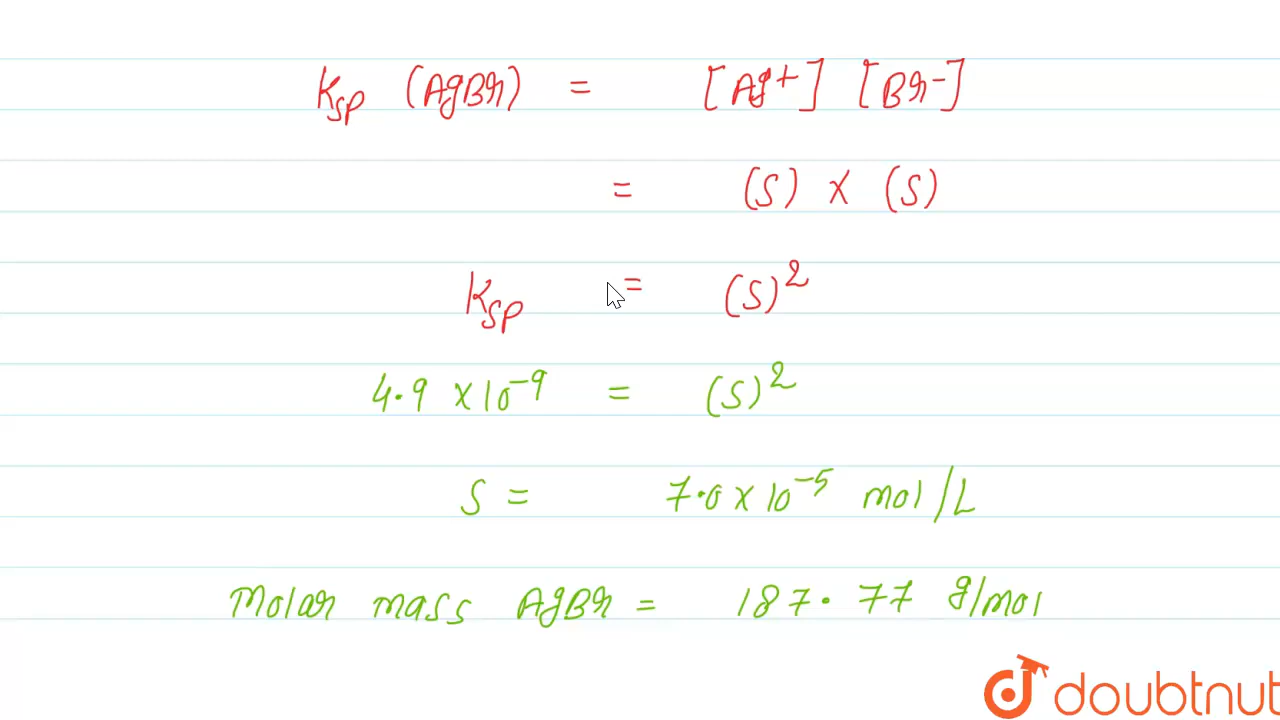 Ksp (AgBr) = [Ag+] [Br-]
= (S) x (S)
Ksp = (S)²
4.9 x 10⁻⁹ = (S)²
S = 7.0 x 10⁻⁵ mol/L
Molar mass AgBr = 187.77 g/mol
doubtnut